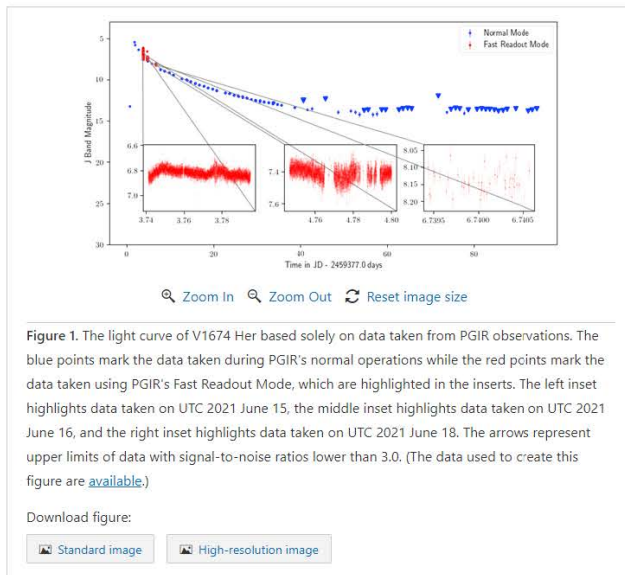 Normal Mode
Fast Readout Mode
5
10
15
20
25
30
J Band Magnitude
6.6
6.8
7.0
3.74
3.76
3.78
7.1
7.6
4.76
4.78
4.80
8.05
8.10
8.15
8.20
6.7395
6.7400
6.7405
0
20
40
60
80
Time in JD - 2459377.0 days
Zoom In Zoom Out Reset image size
Figure 1. The light curve of V1674 Her based solely on data taken from PGIR observations. The
blue points mark the data taken during PGIR's normal operations while the red points mark the
data taken using PGIR's Fast Readout Mode, which are highlighted in the inserts. The left inset
highlights data taken on UTC 2021 June 15, the middle inset highlights data taken on UTC 2021
June 16, and the right inset highlights data taken on UTC 2021 June 18. The arrows represent
upper limits of data with signal-to-noise ratios lower than 3.0. (The data used to create this
figure are available.)
Download figure:
Standard image High-resolution image